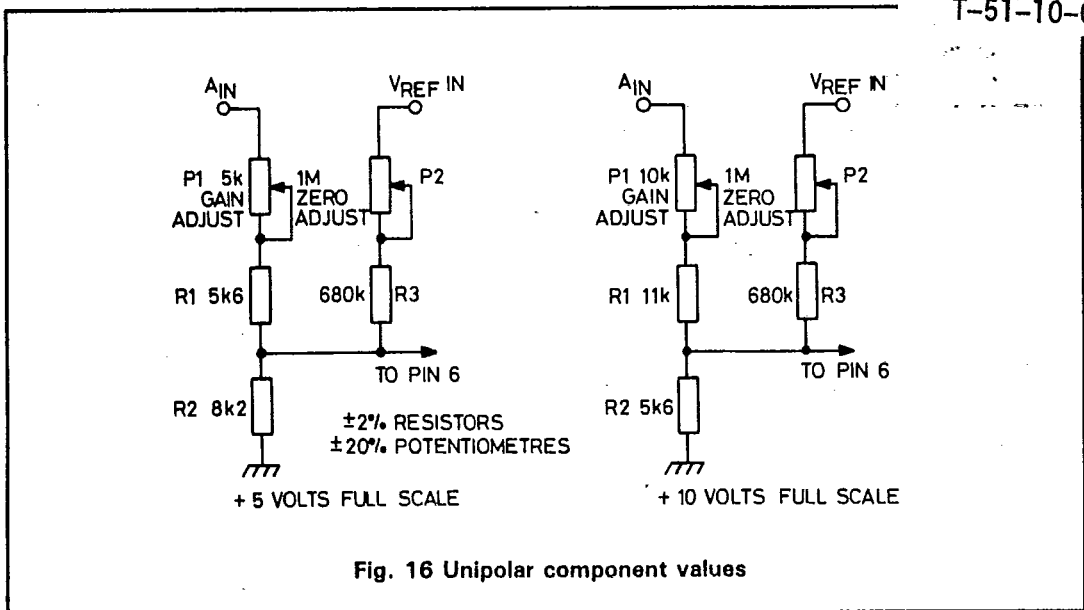 T-51-10-
AIN
VREF IN
P1 5k
GAIN
ADJUST
1M
ZERO
ADJUST
P2
R1 5k6
680k
R3
TO PIN 6
R2 8k2
±2% RESISTORS
±20% POTENTIOMETRES
+ 5 VOLTS FULL SCALE
AIN
VREF IN
P1 10k
GAIN
ADJUST
1M
ZERO
ADJUST
P2
R1 11k
680k
R3
TO PIN 6
R2 5k6
+ 10 VOLTS FULL SCALE
Fig. 16 Unipolar component values